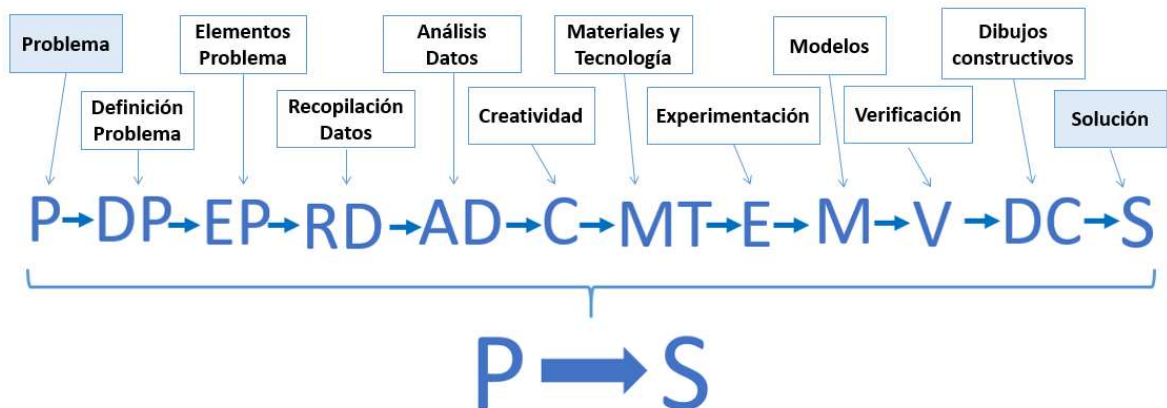 Problema
Elementos
Problema
Análisis
Datos
Materiales y
Tecnología
Modelos
Dibujos
constructivos
Definición
Problema
Recopilación
Datos
Creatividad
Experimentación
Verificación
Solución
P DP EP RD AD C MT E M V DC S
P S